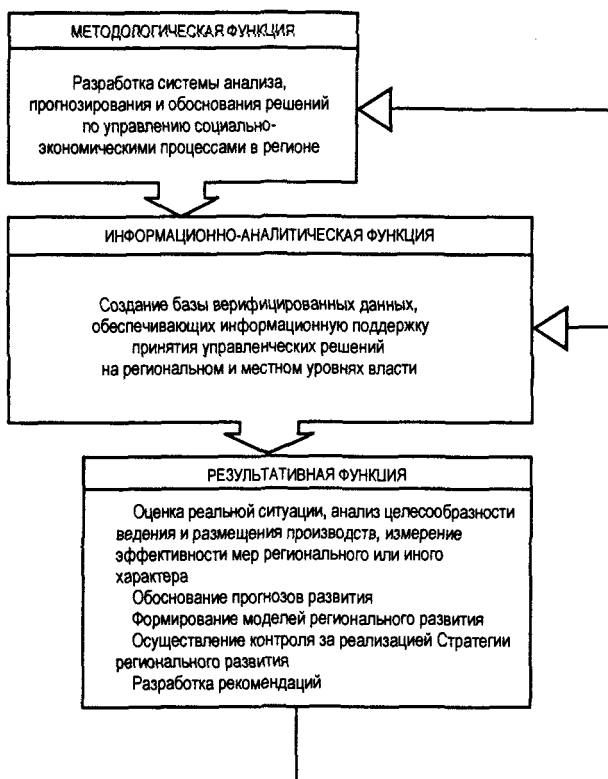 МЕТОДОЛОГИЧЕСКАЯ ФУНКЦИЯ
Разработка системы анализа,
прогнозирования и обоснования решений
по управлению социально-
экономическими процессами в регионе
ИНФОРМАЦИОННО-АНАЛИТИЧЕСКАЯ ФУНКЦИЯ
Создание базы верифицированных данных,
обеспечивающих информационную поддержку
принятия управленческих решений
на региональном и местном уровнях власти
РЕЗУЛЬТАТИВНАЯ ФУНКЦИЯ
Оценка реальной ситуации, анализ целесообразности
ведения и размещения производств, измерение
эффективности мер регионального или иного
характера
Обоснование прогнозов развития
Формирование моделей регионального развития
Осуществление контроля за реализацией Стратегии
регионального развития
Разработка рекомендаций